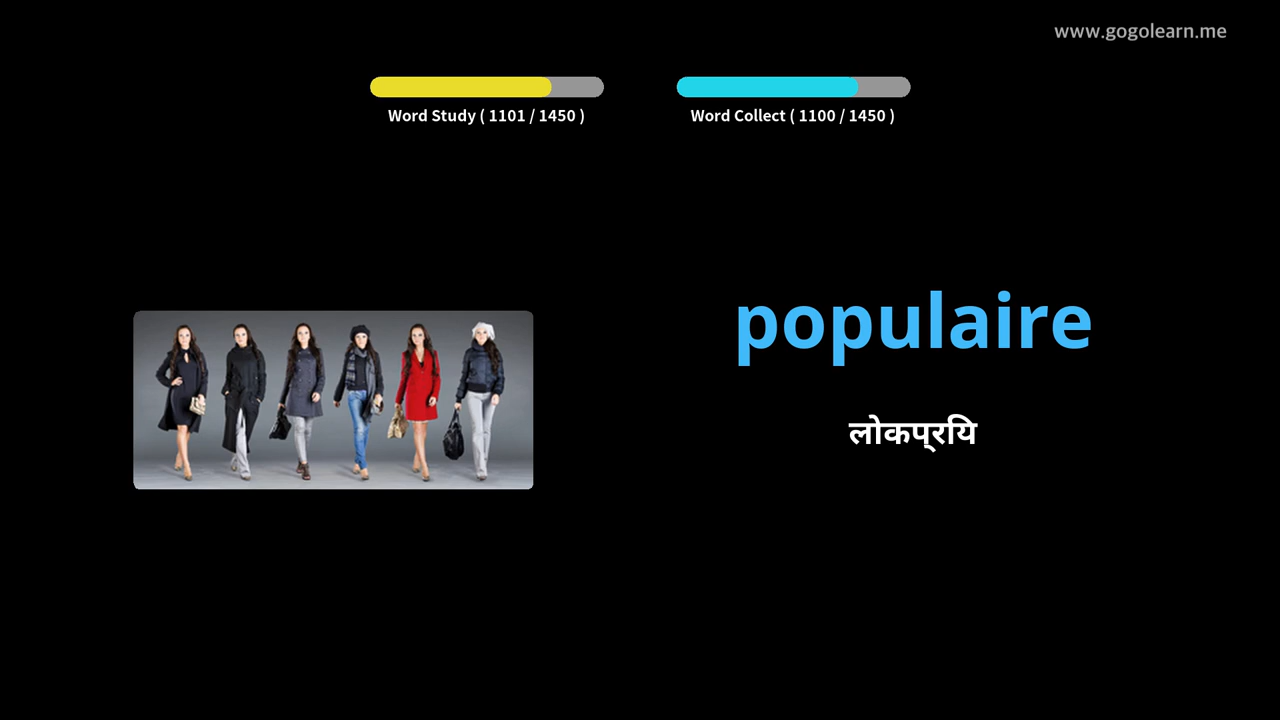 www.gogolearn.me
Word Study ( 1101 / 1450 )
Word Collect ( 1100 / 1450 )
populaire
लोकप्रिय